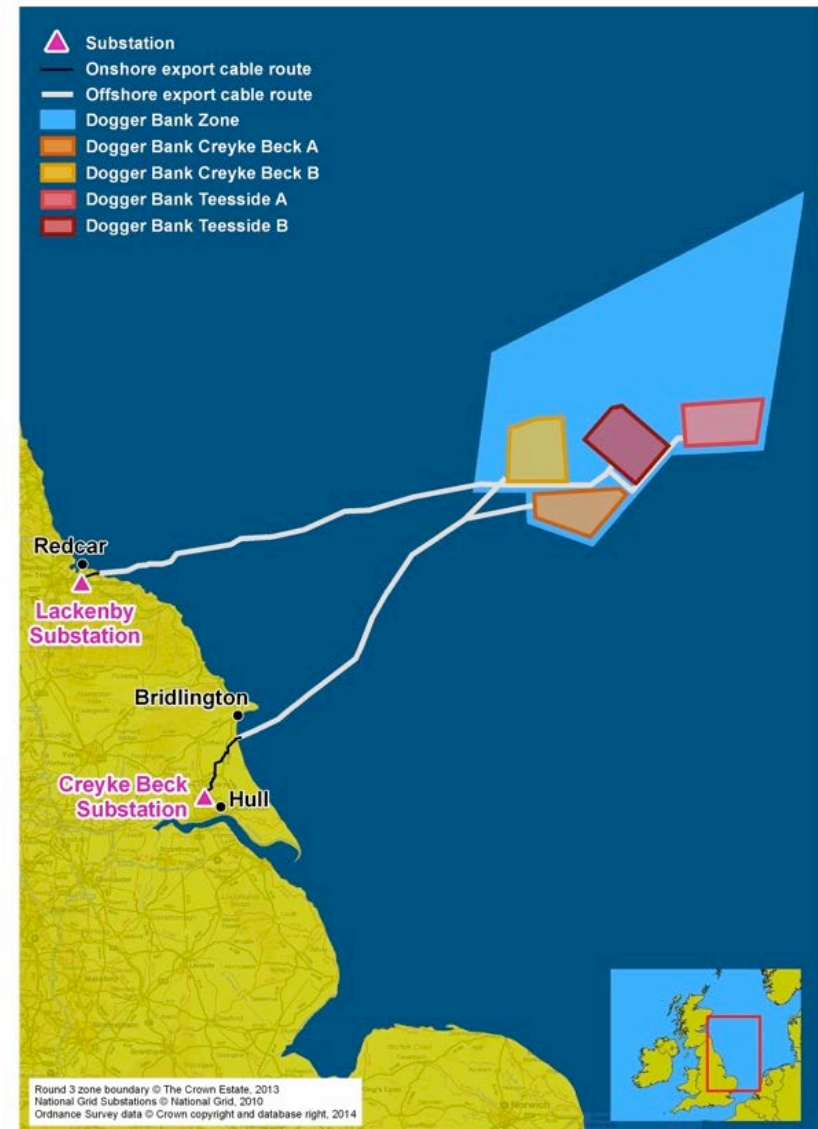 Substation
Onshore export cable route
Offshore export cable route
Dogger Bank Zone
Dogger Bank Creyke Beck A
Dogger Bank Creyke Beck B
Dogger Bank Teesside A
Dogger Bank Teesside B
Redcar
Lackenby
Substation
Bridlington
Creyke Beck
Substation
Hull
Norwich
Round 3 zone boundary © The Crown Estate, 2013
National Grid Substations © National Grid, 2010
Ordnance Survey data © Crown copyright and database right, 2014